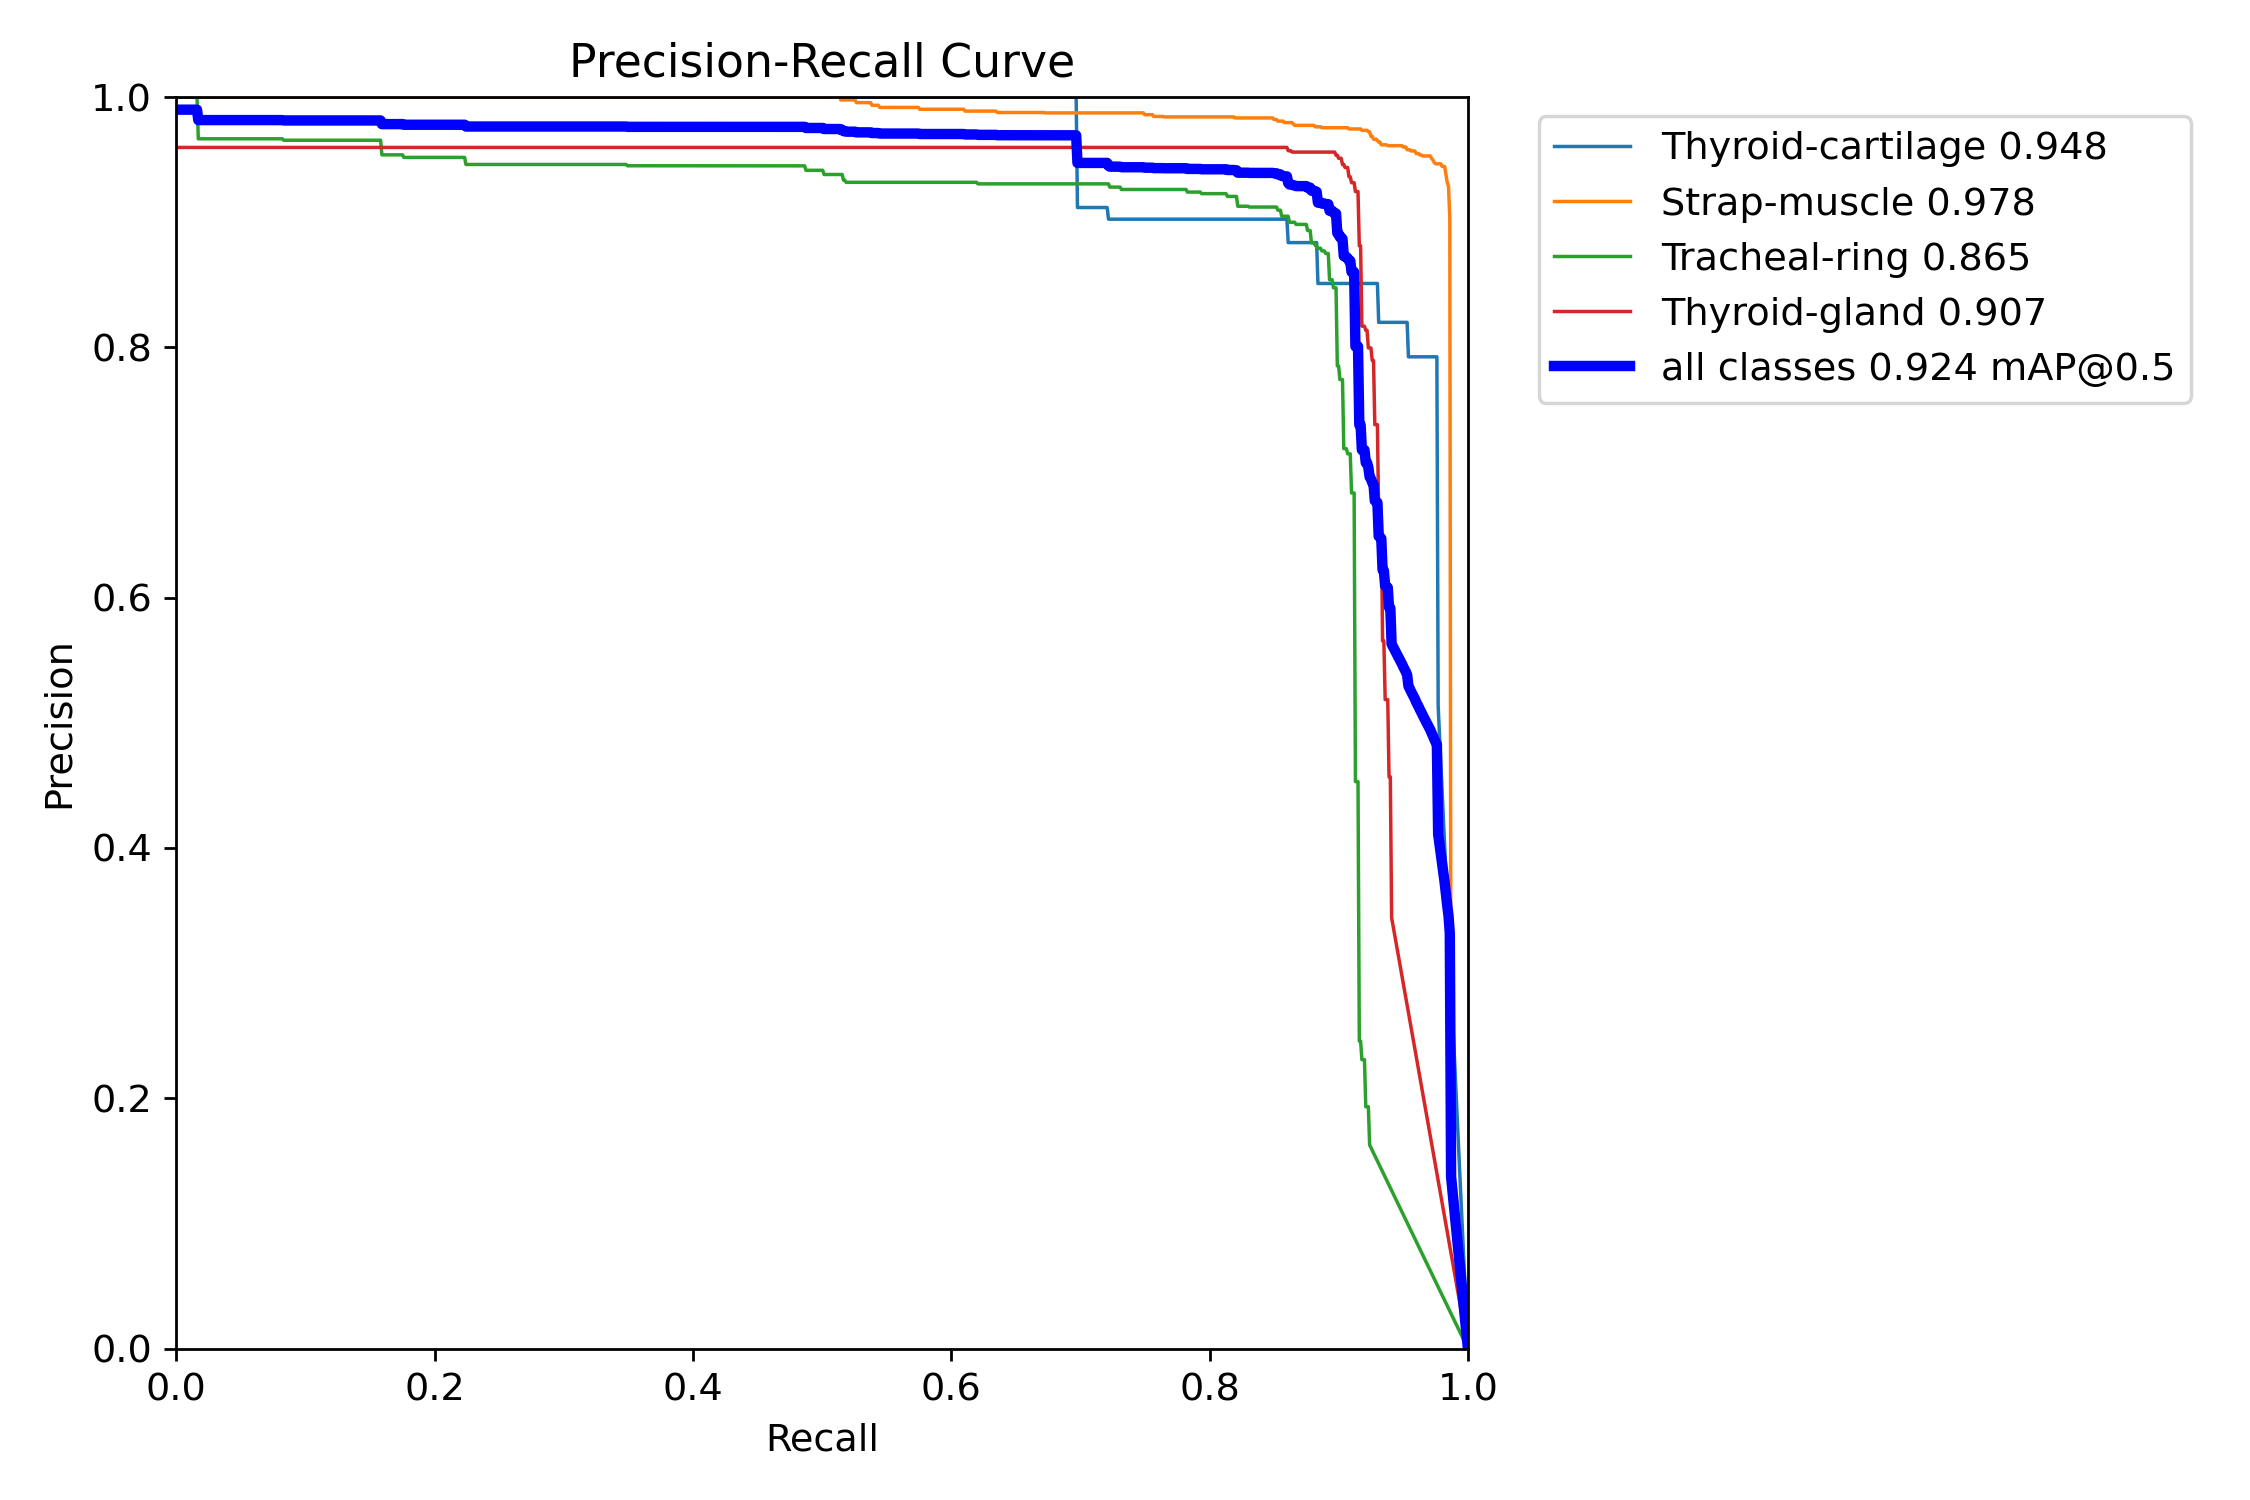 Precision-Recall Curve
1.0
0.8
0.6
0.4
0.2
0.0
Precision
0.0 0.2 0.4 0.6 0.8 1.0
Recall
Thyroid-cartilage 0.948
Strap-muscle 0.978
Tracheal-ring 0.865
Thyroid-gland 0.907
all classes 0.924 mAP@0.5